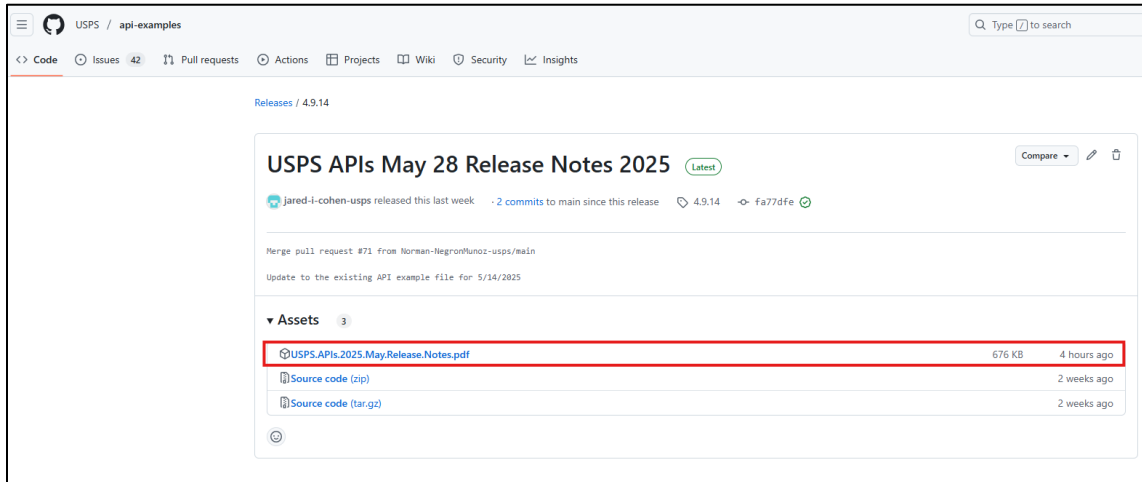 USPS / api-examples
Type / to search
<> Code Issues 42 Pull requests Actions Projects Wiki Security Insights
Releases / 4.9.14
USPS APIs May 28 Release Notes 2025 Latest
Compare
jared-i-cohen-usps released this last week · 2 commits to main since this release 4.9.14 fa77dfe
Merge pull request #71 from Norman-NegronMunoz-usps/main
Update to the existing API example file for 5/14/2025
Assets 3
USPS.APIs.2025.May.Release.Notes.pdf 676 KB 4 hours ago
Source code (zip) 2 weeks ago
Source code (tar.gz) 2 weeks ago